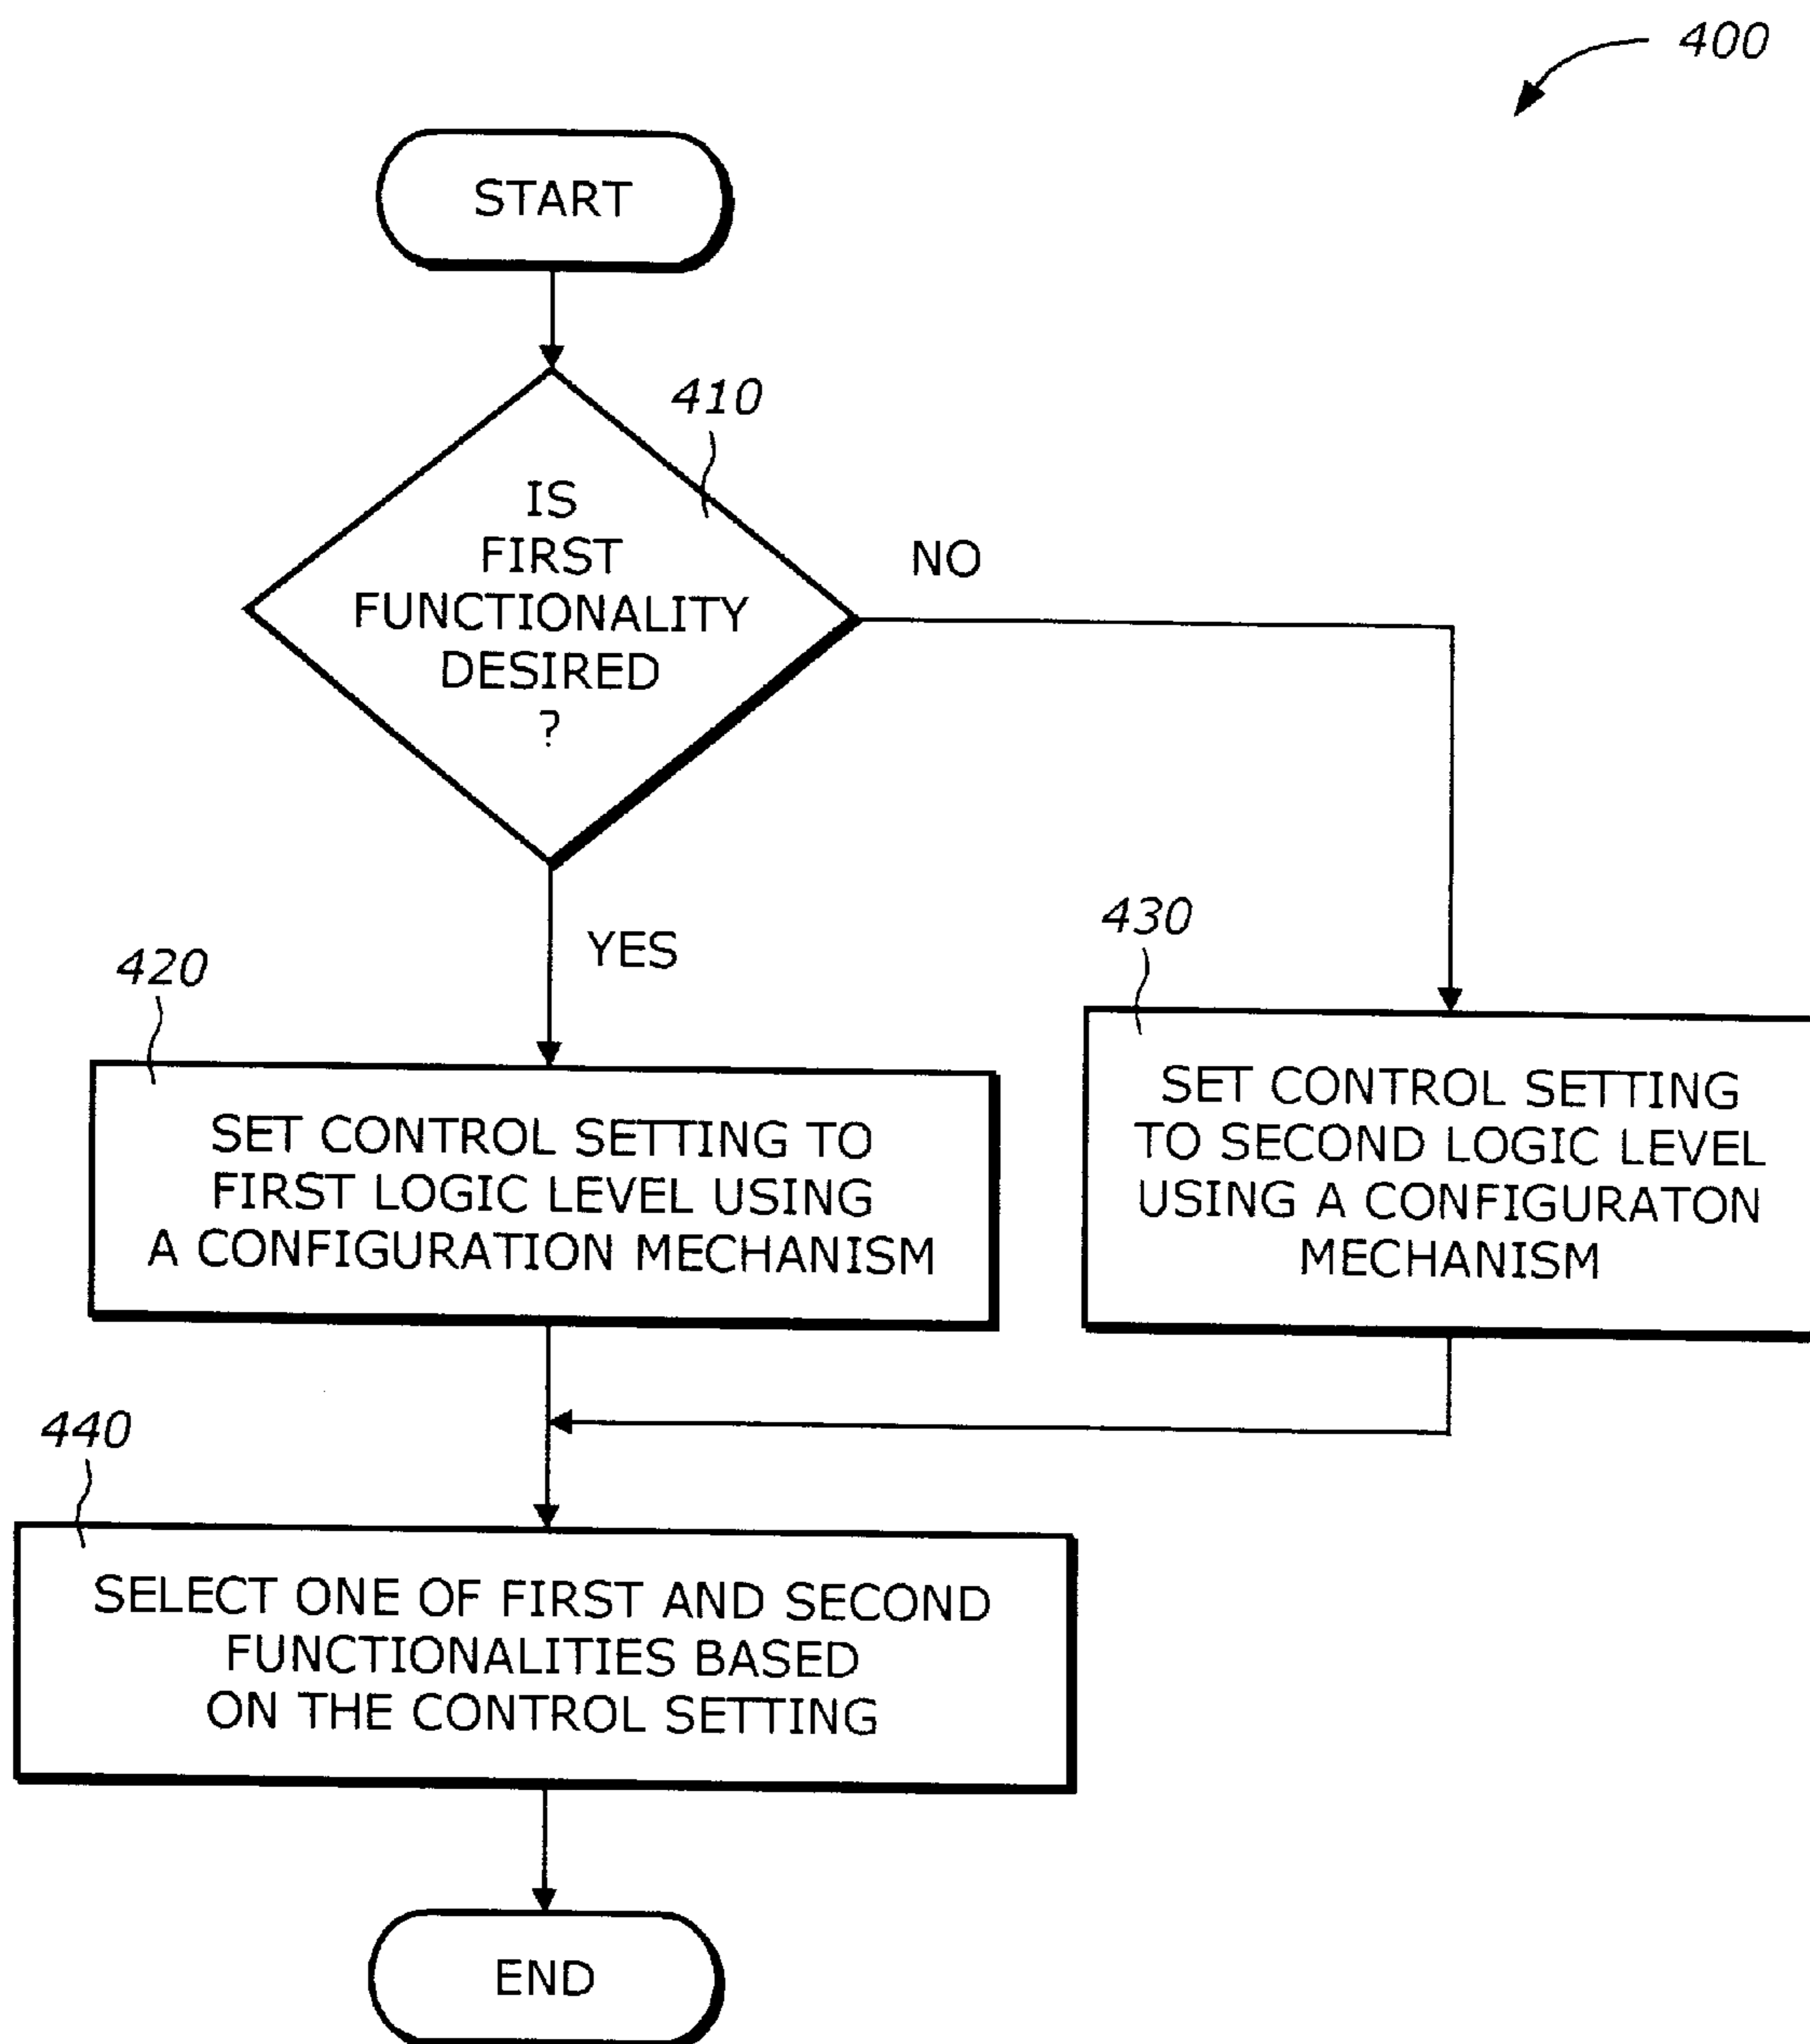 400
START
410
IS
FIRST
FUNCTIONALITY
DESIRED
?
NO
YES
420
SET CONTROL SETTING TO
FIRST LOGIC LEVEL USING
A CONFIGURATION MECHANISM
430
SET CONTROL SETTING
TO SECOND LOGIC LEVEL
USING A CONFIGURATON
MECHANISM
440
SELECT ONE OF FIRST AND SECOND
FUNCTIONALITIES BASED
ON THE CONTROL SETTING
END